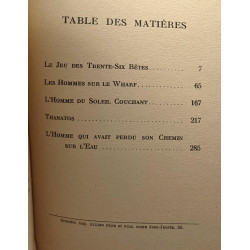 TABLE DES MATIÈRES
Le Jeu des Trente-Six Bêtes 7
Les Hommes sur le Wharf 65
L'Homme du Soleil Couchant 167
Thanatos 217
L'Homme qui avait perdu son Chemin
sur l'Eau 285